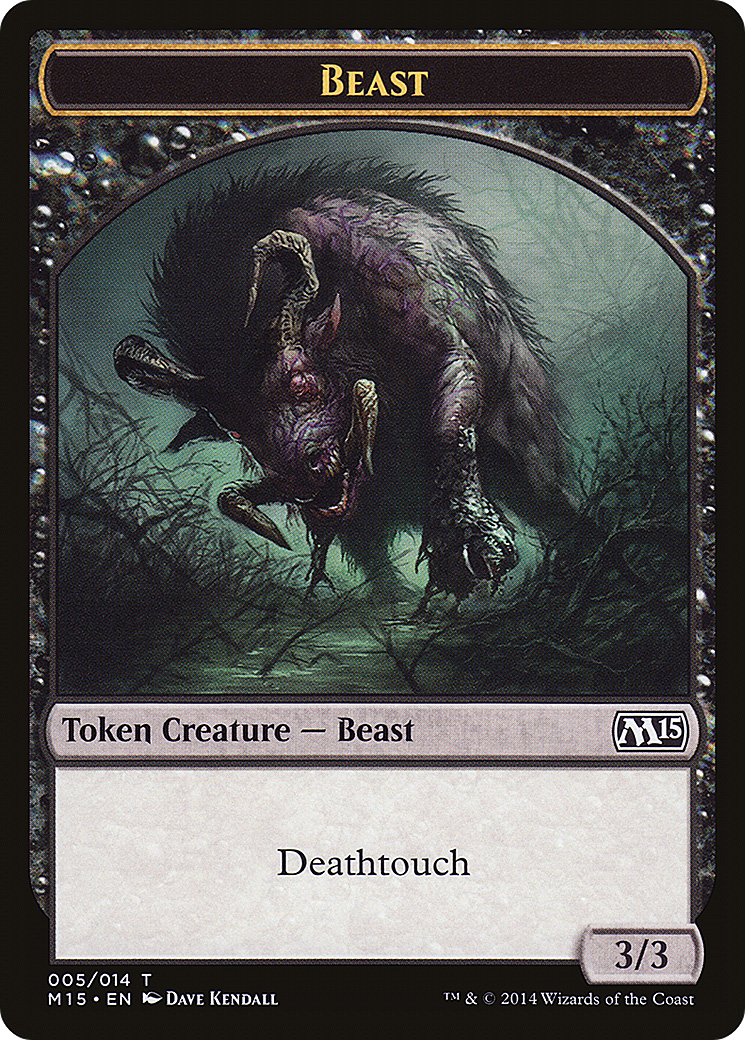 Beast
Token Creature — Beast
M15
Deathtouch
3/3
005/014 T
M15 • EN Dave Kendall
™ & © 2014 Wizards of the Coast